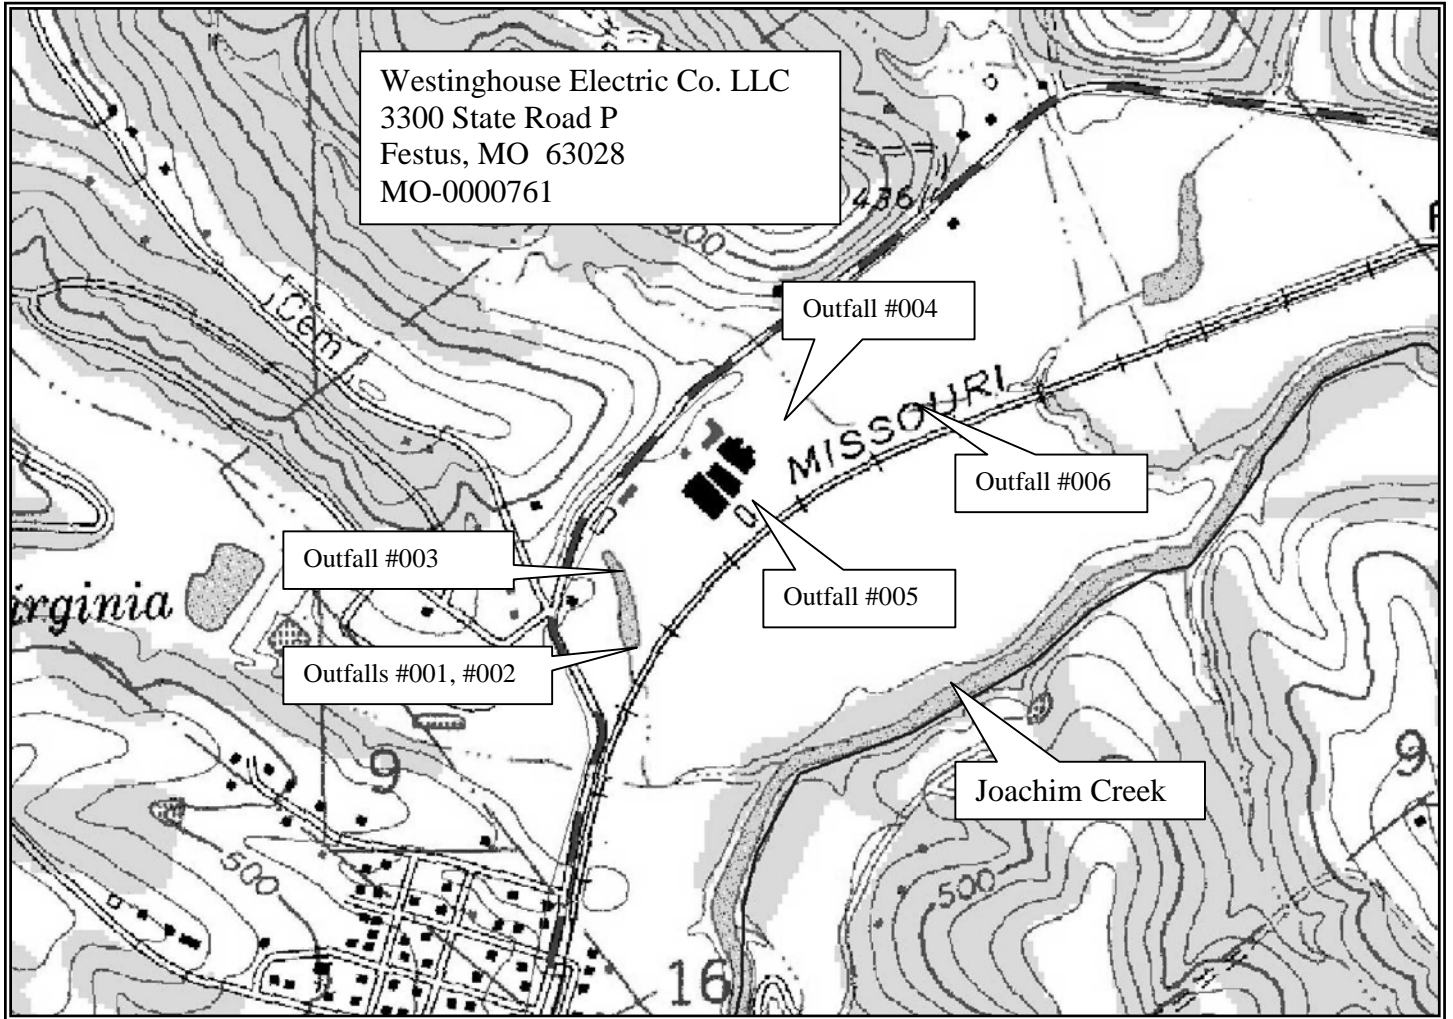 Westinghouse Electric Co. LLC
3300 State Road P
Festus, MO 63028
MO-0000761
436
500
Cem
Outfall #004
MISSOURI
Outfall #006
Outfall #003
Outfall #005
irginia
Outfalls #001, #002
9
9
Joachim Creek
500
500
16